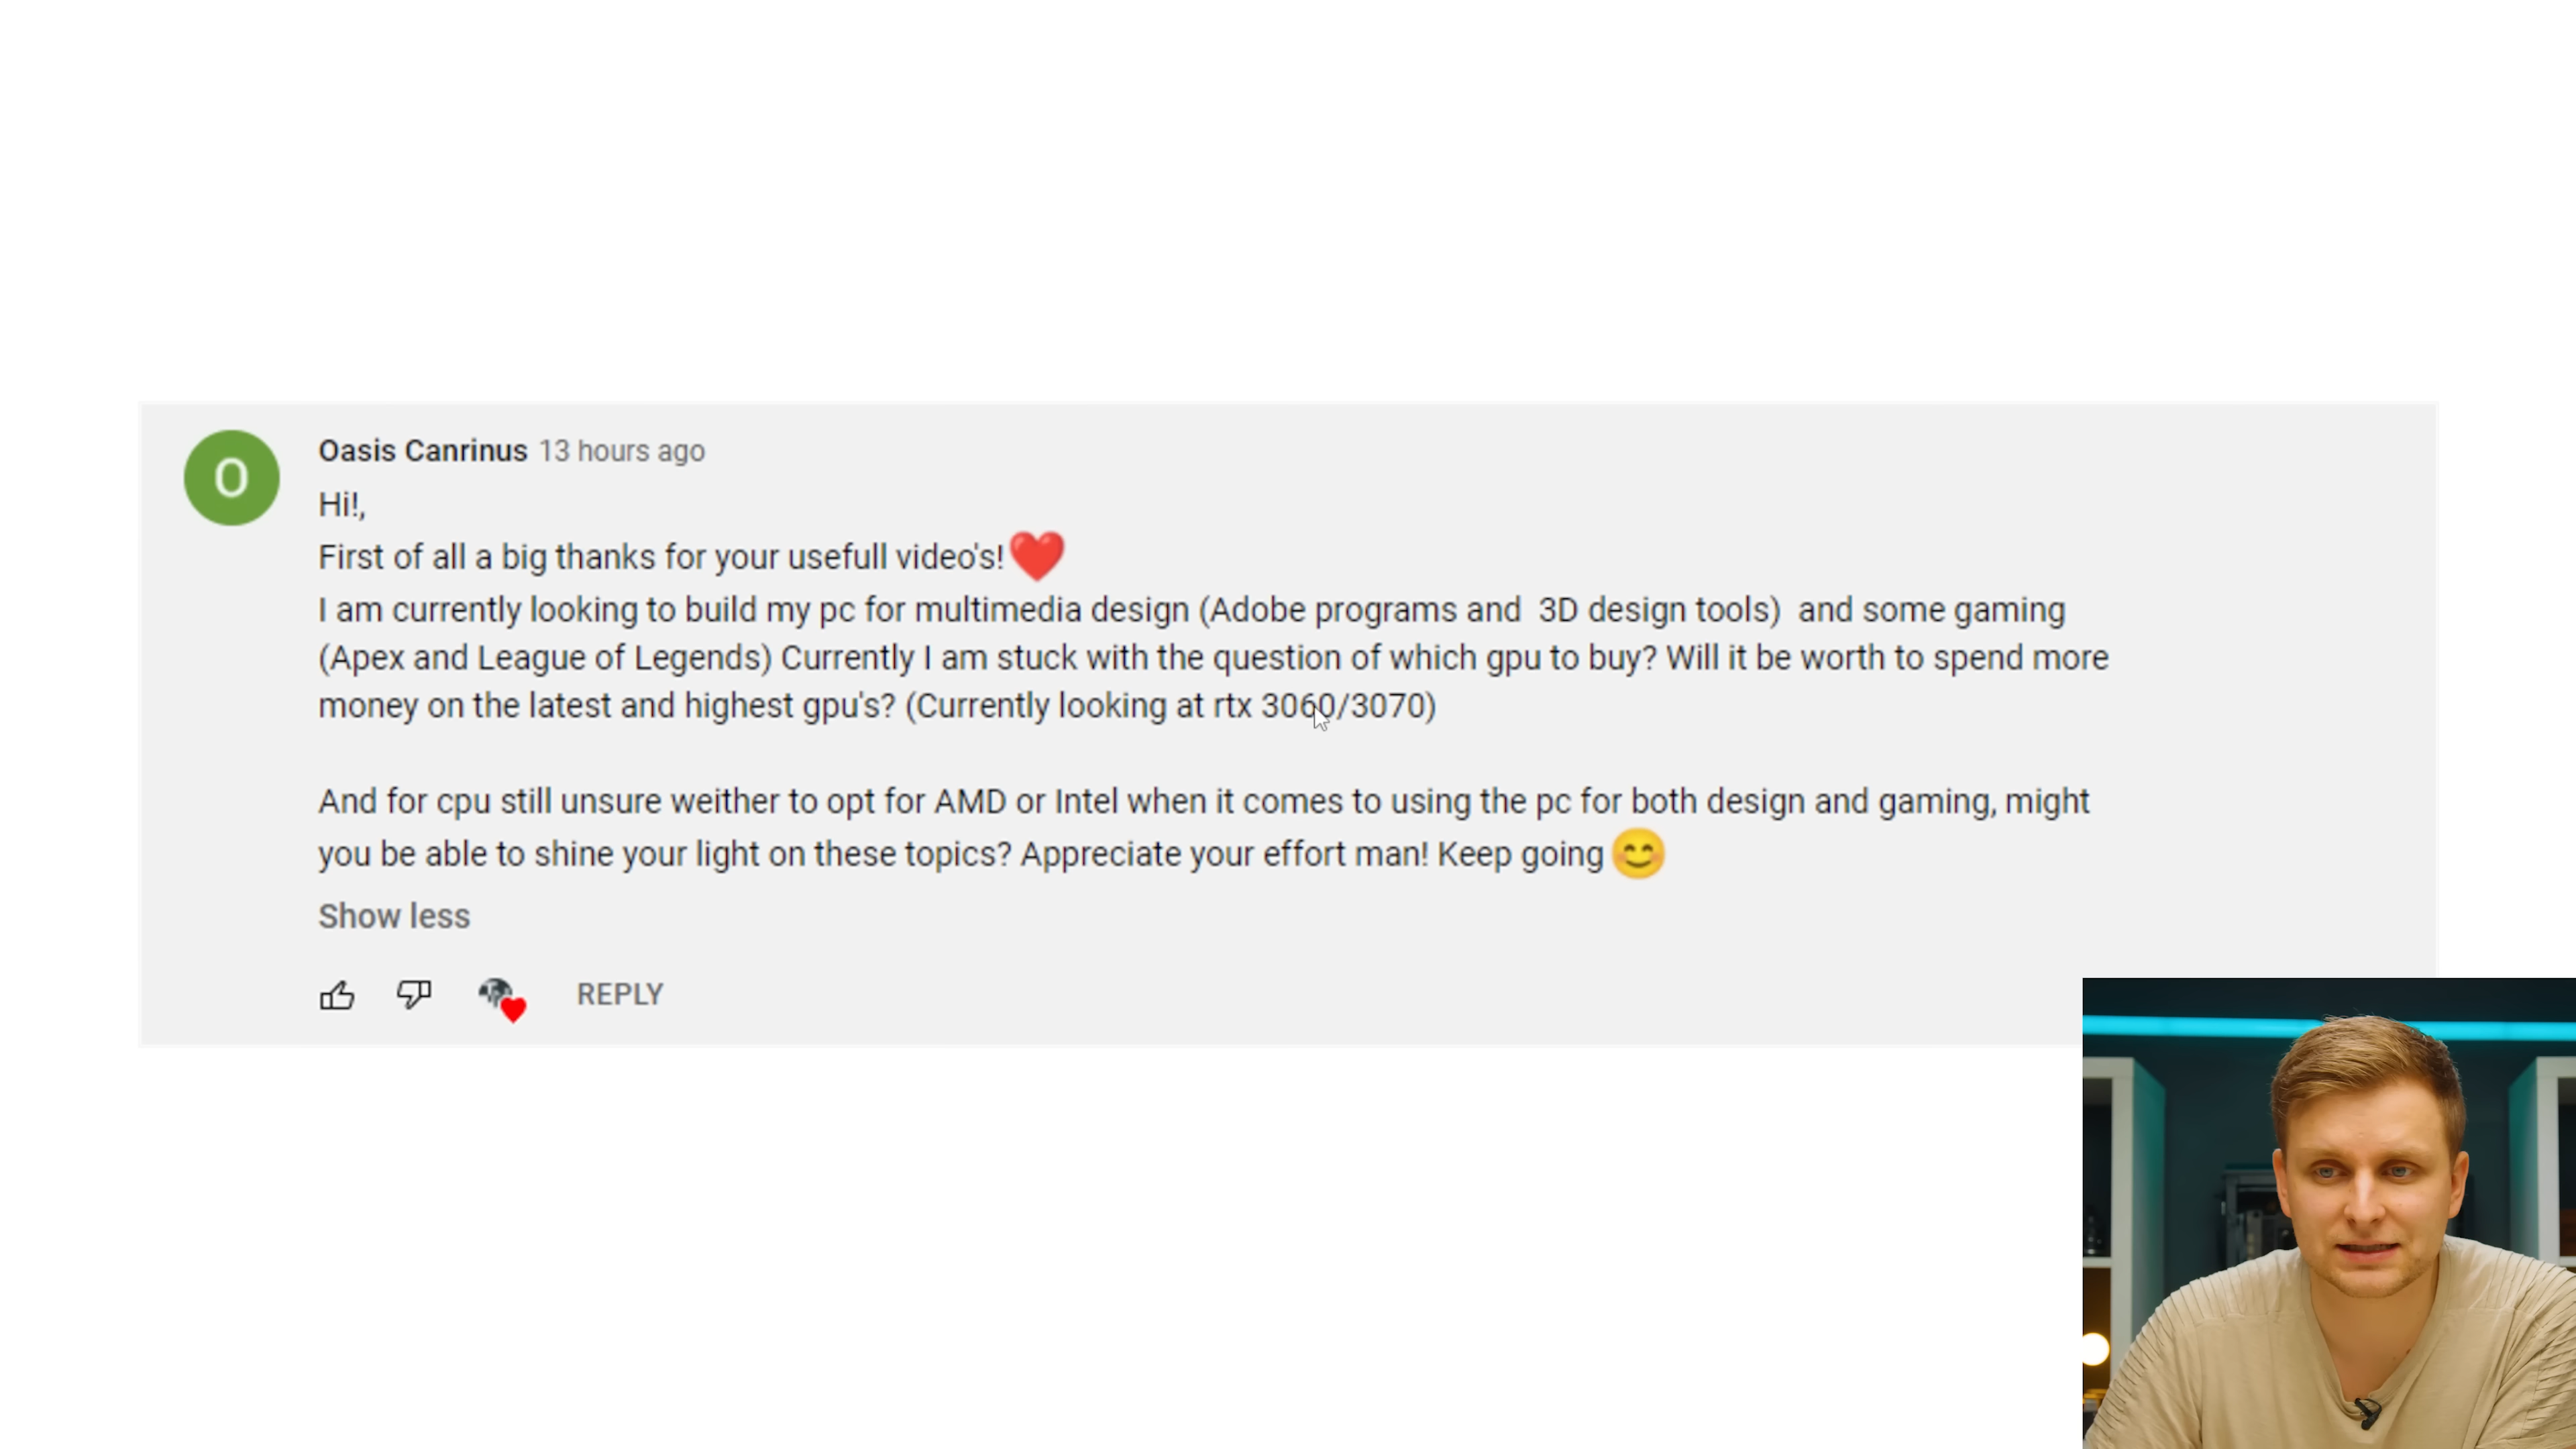 O
Oasis Canrinus 13 hours ago
Hi!,
First of all a big thanks for your usefull video's!❤️
I am currently looking to build my pc for multimedia design (Adobe programs and  3D design tools)  and some gaming
(Apex and League of Legends) Currently I am stuck with the question of which gpu to buy? Will it be worth to spend more
money on the latest and highest gpu's? (Currently looking at rtx 3060/3070)
And for cpu still unsure weither to opt for AMD or Intel when it comes to using the pc for both design and gaming, might
you be able to shine your light on these topics? Appreciate your effort man! Keep going😊
Show less
REPLY